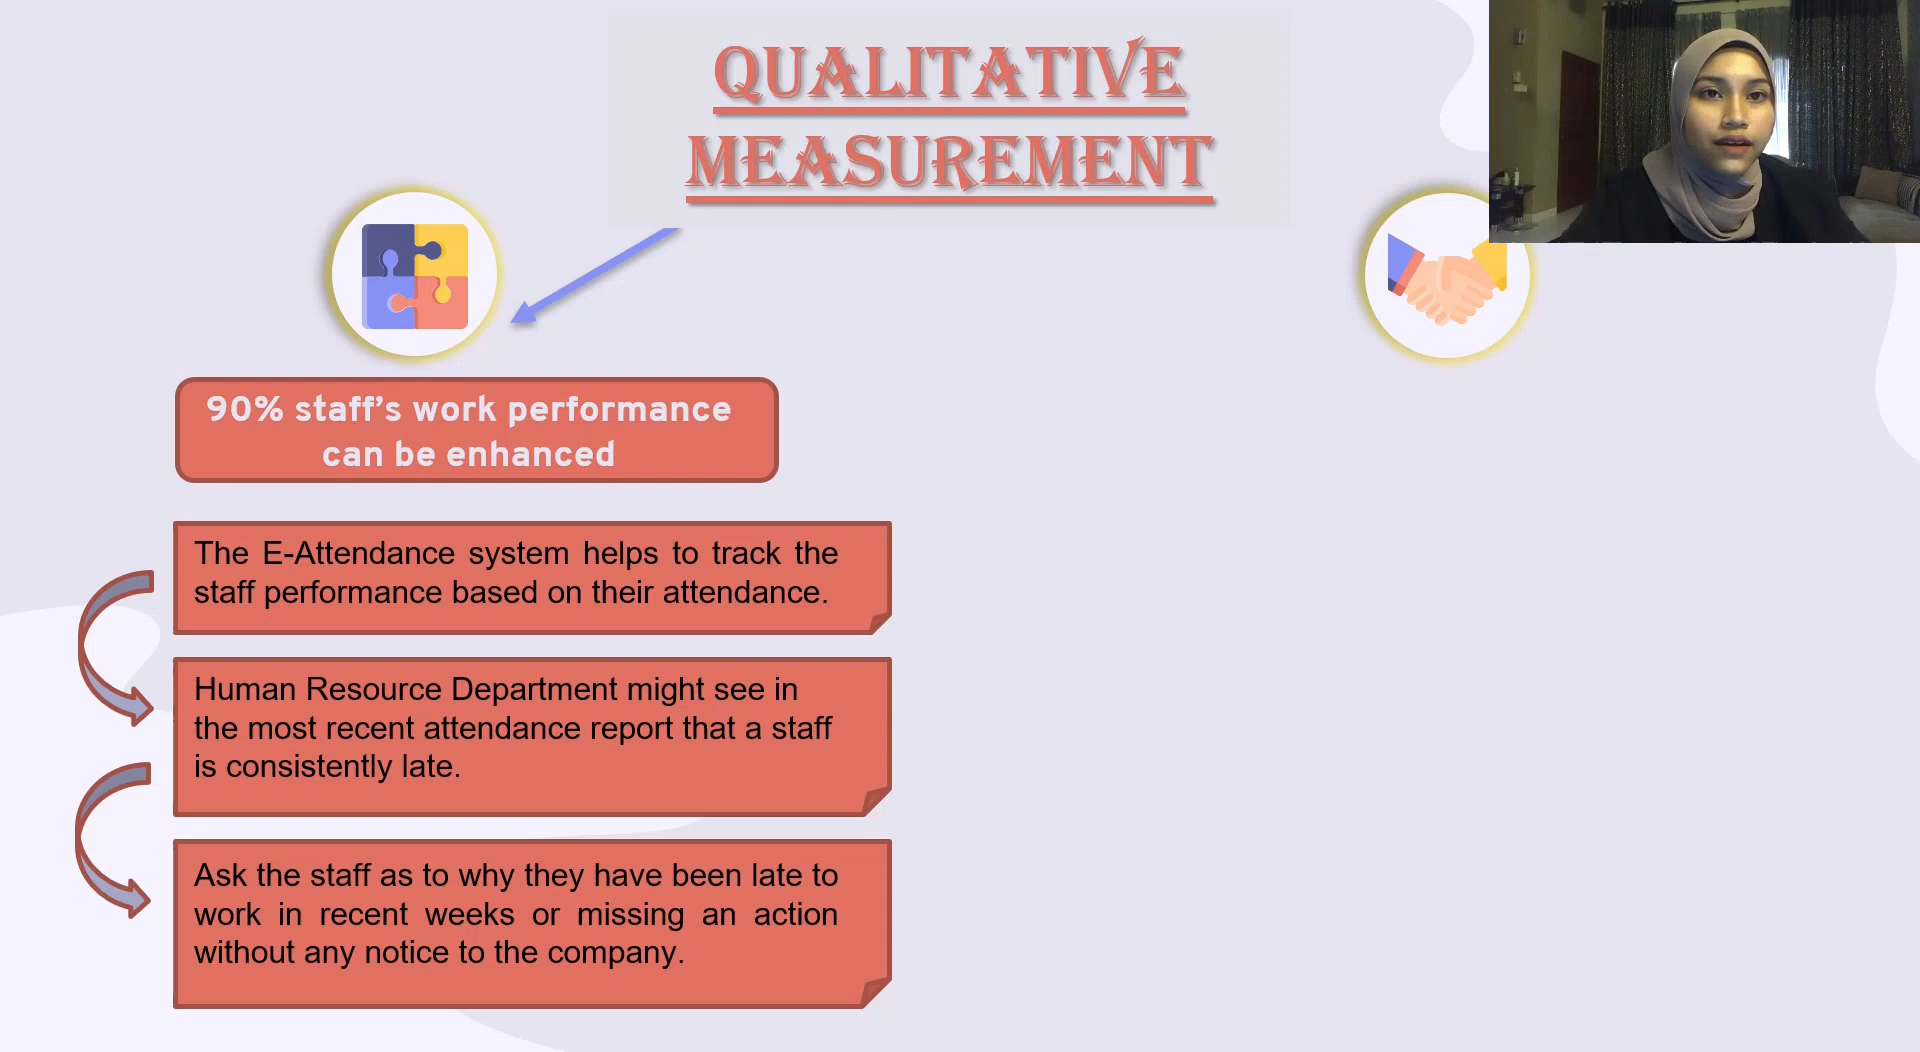 QUALITATIVE
MEASUREMENT
90% staff’s work performance
can be enhanced
The E-Attendance system helps to track the
staff performance based on their attendance.
Human Resource Department might see in
the most recent attendance report that a staff
is consistently late.
Ask the staff as to why they have been late to
work in recent weeks or missing an action
without any notice to the company.